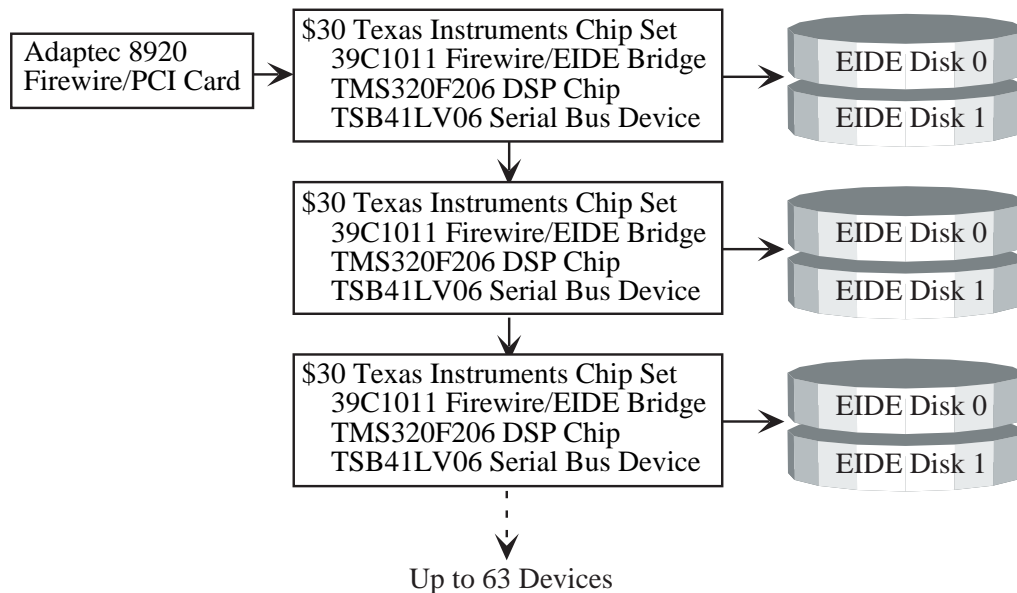 Adaptec 8920
Firewire/PCI Card
$30 Texas Instruments Chip Set
39C1011 Firewire/EIDE Bridge
TMS320F206 DSP Chip
TSB41LV06 Serial Bus Device
EIDE Disk 0
EIDE Disk 1
$30 Texas Instruments Chip Set
39C1011 Firewire/EIDE Bridge
TMS320F206 DSP Chip
TSB41LV06 Serial Bus Device
EIDE Disk 0
EIDE Disk 1
$30 Texas Instruments Chip Set
39C1011 Firewire/EIDE Bridge
TMS320F206 DSP Chip
TSB41LV06 Serial Bus Device
EIDE Disk 0
EIDE Disk 1
Up to 63 Devices